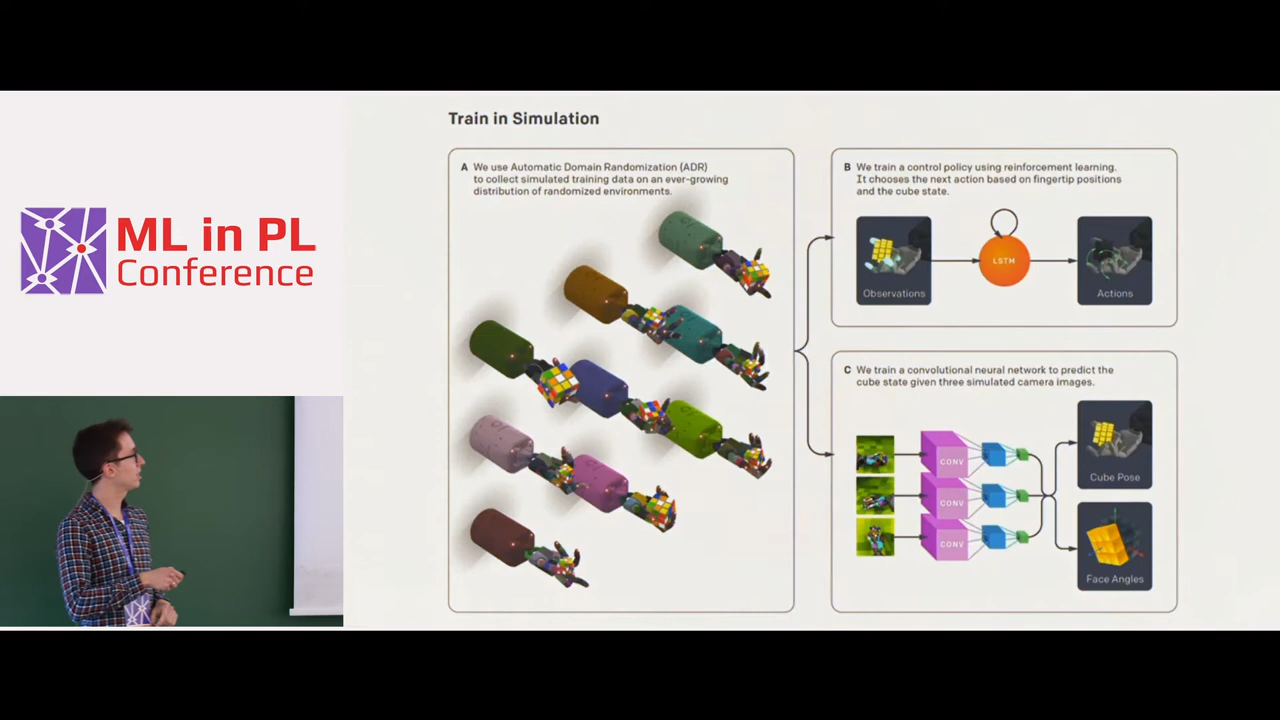 ML in PL
Conference
Train in Simulation
A We use Automatic Domain Randomization (ADR)
to collect simulated training data on an ever-growing
distribution of randomized environments.
B We train a control policy using reinforcement learning.
It chooses the next action based on fingertip positions
and the cube state.
Observations
LSTM
Actions
C We train a convolutional neural network to predict the
cube state given three simulated camera images.
CONV
CONV
CONV
Cube Pose
Face Angles